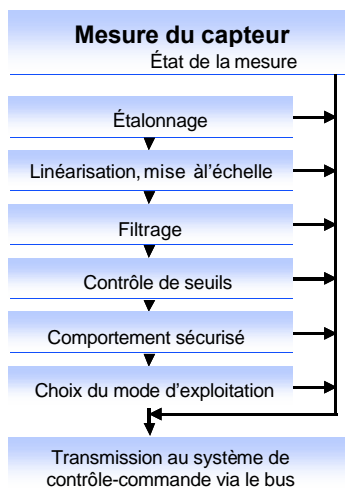 Mesure du capteur
État de la mesure
Étalonnage
Linéarisation, mise àl'échelle
Filtrage
Contrôle de seuils
Comportement sécurisé
Choix du mode d'exploitation
Transmission au système de
contrôle-commande via le bus